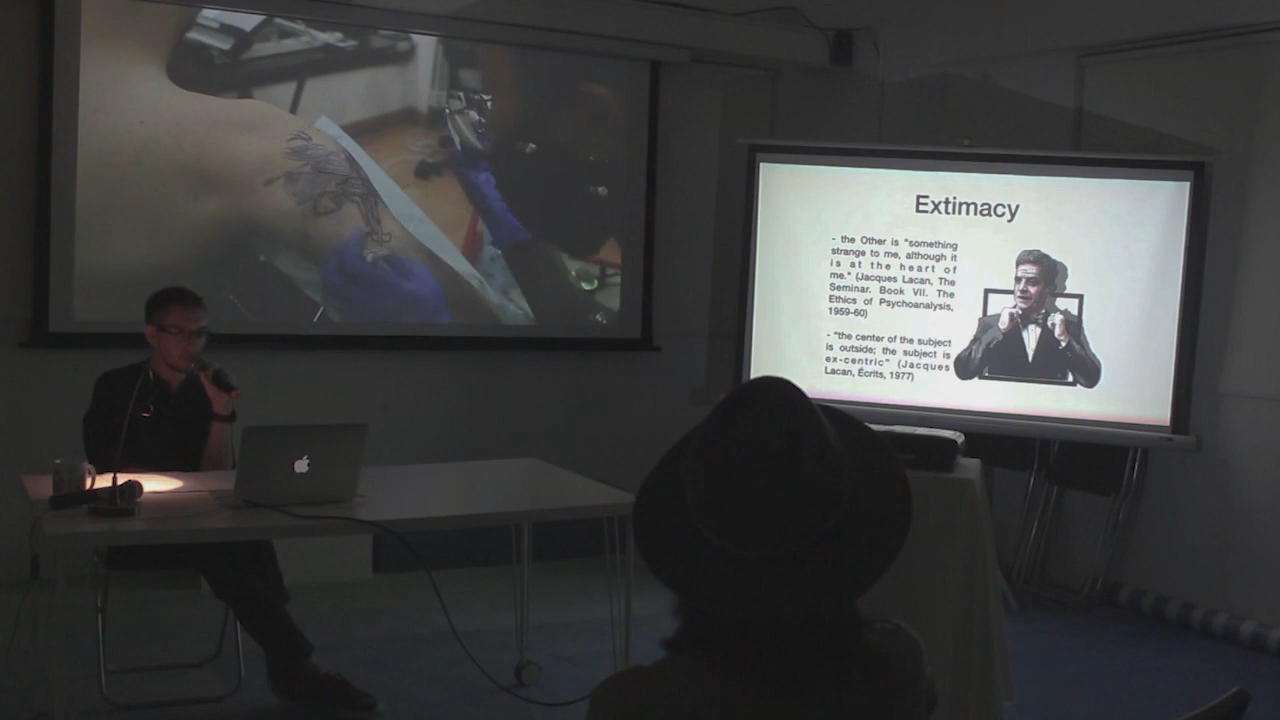 Extimacy
- the Other is "something
strange to me, although it
is at the heart of
me." (Jacques Lacan, The
Seminar. Book VII. The
Ethics of Psychoanalysis,
1959-60)
- "the center of the subject
is outside; the subject is
ex-centric" (Jacques
Lacan, Écrits, 1977)